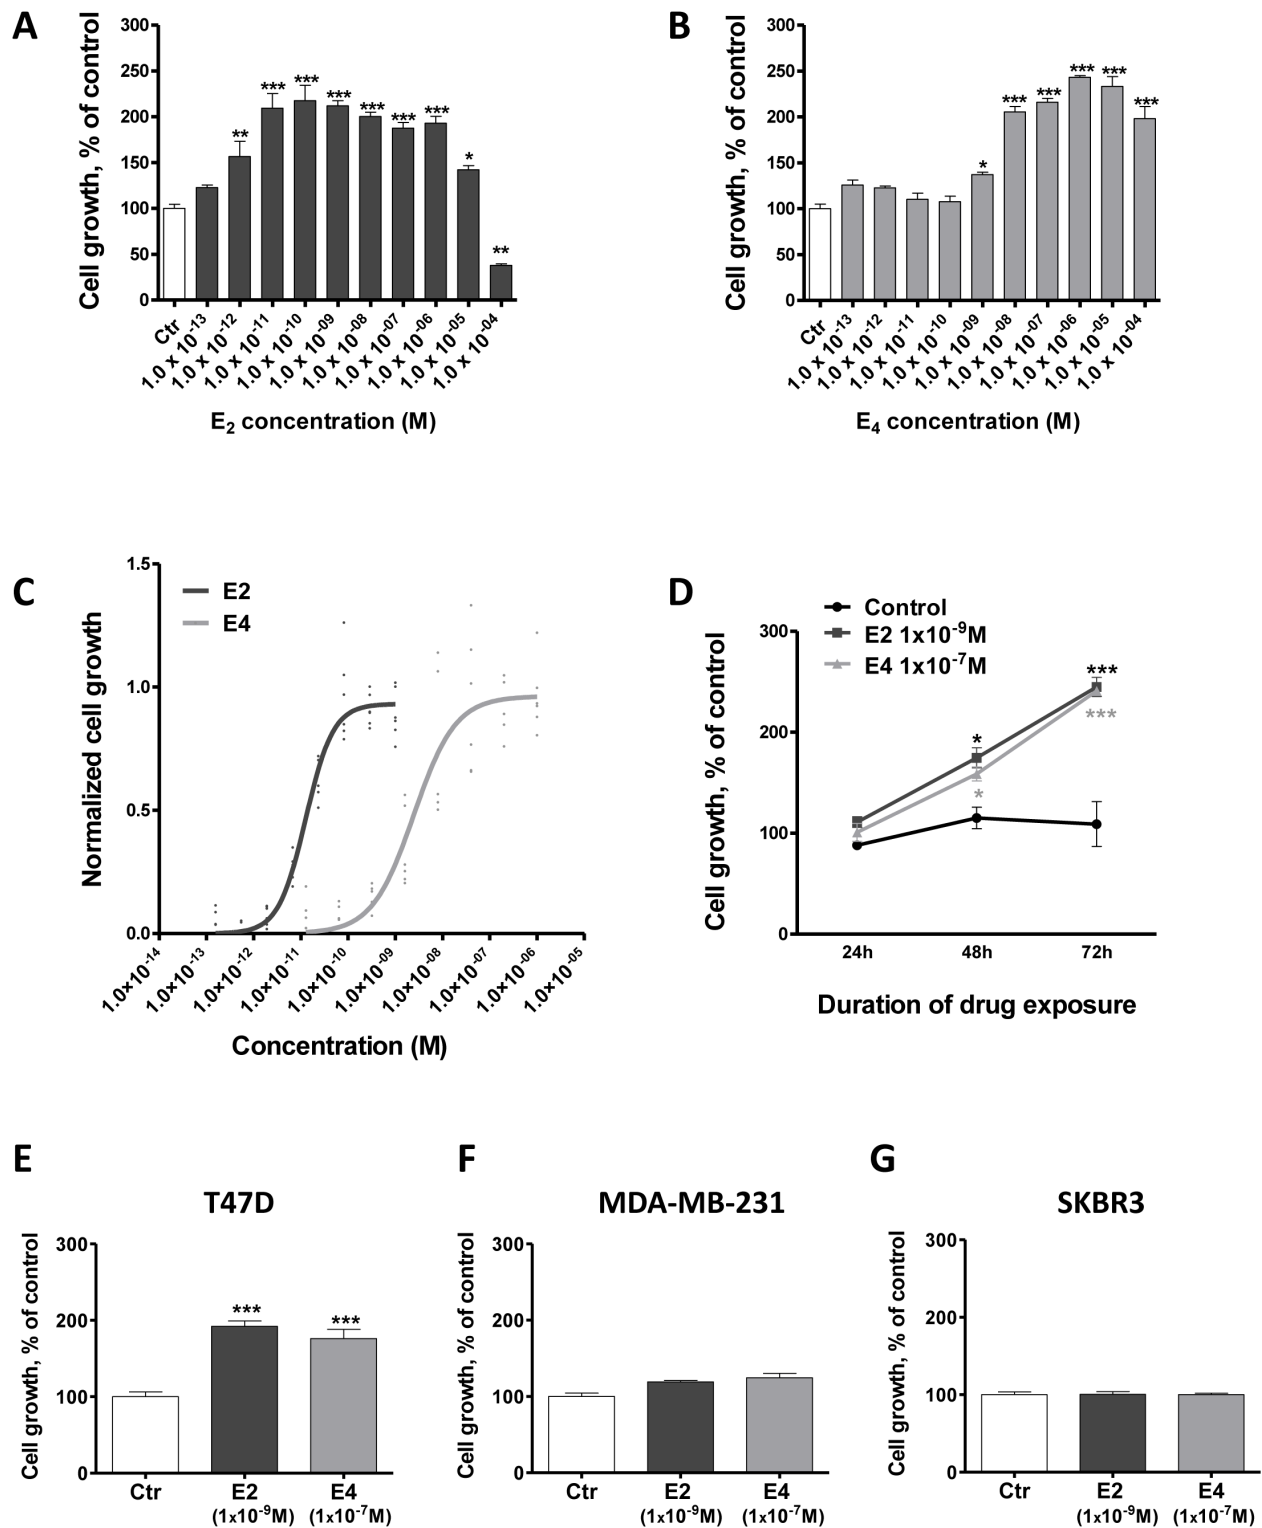 A
Cell growth, % of control
300
250
200
150
100
50
0
**
***
***
***
***
***
***
*
**
Ctr
1.0 x 10-13
1.0 x 10-12
1.0 x 10-11
1.0 x 10-10
1.0 x 10-09
1.0 x 10-08
1.0 x 10-07
1.0 x 10-06
1.0 x 10-05
1.0 x 10-04
E2 concentration (M)
B
Cell growth, % of control
300
250
200
150
100
50
0
*
***
***
***
***
***
Ctr
1.0 x 10-13
1.0 x 10-12
1.0 x 10-11
1.0 x 10-10
1.0 x 10-09
1.0 x 10-08
1.0 x 10-07
1.0 x 10-06
1.0 x 10-05
1.0 x 10-04
E4 concentration (M)
C
Normalized cell growth
1.5
1.0
0.5
0.0
E2
E4
1.0×10-14
1.0×10-13
1.0×10-12
1.0×10-11
1.0×10-10
1.0×10-09
1.0×10-08
1.0×10-07
1.0×10-06
1.0×10-05
Concentration (M)
D
Control
E2 1x10-9M
E4 1x10-7M
Cell growth, % of control
300
200
100
0
*
*
***
***
24h
48h
72h
Duration of drug exposure
E
T47D
Cell growth, % of control
300
200
100
0
***
***
Ctr
E2
(1x10-9M)
E4
(1x10-7M)
F
MDA-MB-231
Cell growth, % of control
300
200
100
0
Ctr
E2
(1x10-9M)
E4
(1x10-7M)
G
SKBR3
Cell growth, % of control
300
200
100
0
Ctr
E2
(1x10-9M)
E4
(1x10-7M)